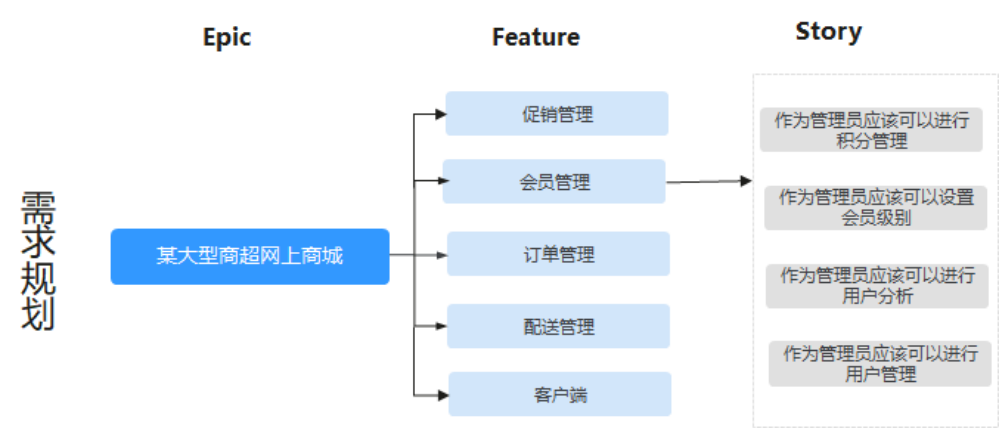 Epic
Feature
Story
需求规划
某大型商超网上商城
促销管理
会员管理
订单管理
配送管理
客户端
作为管理员应该可以进行
积分管理
作为管理员应该可以设置
会员级别
作为管理员应该可以进行
用户分析
作为管理员应该可以进行
用户管理